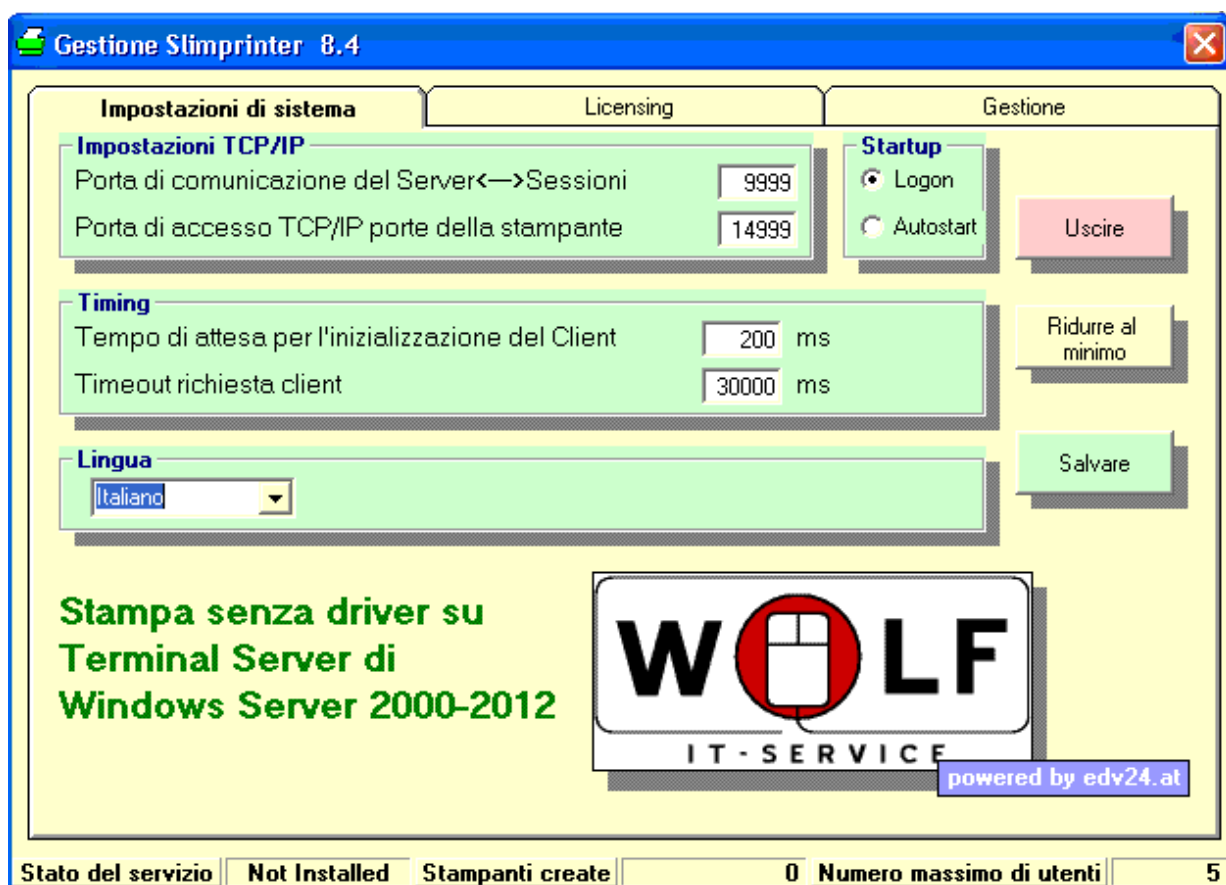 Gestione Slimprinter 8.4
Impostazioni di sistema
Licensing
Gestione
Impostazioni TCP/IP
Porta di comunicazione del Server<—>Sessioni 9999
Porta di accesso TCP/IP porte della stampante 14999
Startup
Logon
Autostart
Uscire
Timing
Tempo di attesa per l'inizializzazione del Client 200 ms
Timeout richiesta client 30000 ms
Ridurre al
minimo
Lingua
Italiano
Salvare
Stampa senza driver su
Terminal Server di
Windows Server 2000-2012
WOLF
IT-SERVICE
powered by edv24.at
Stato del servizio Not Installed Stampanti create 0 Numero massimo di utenti 5